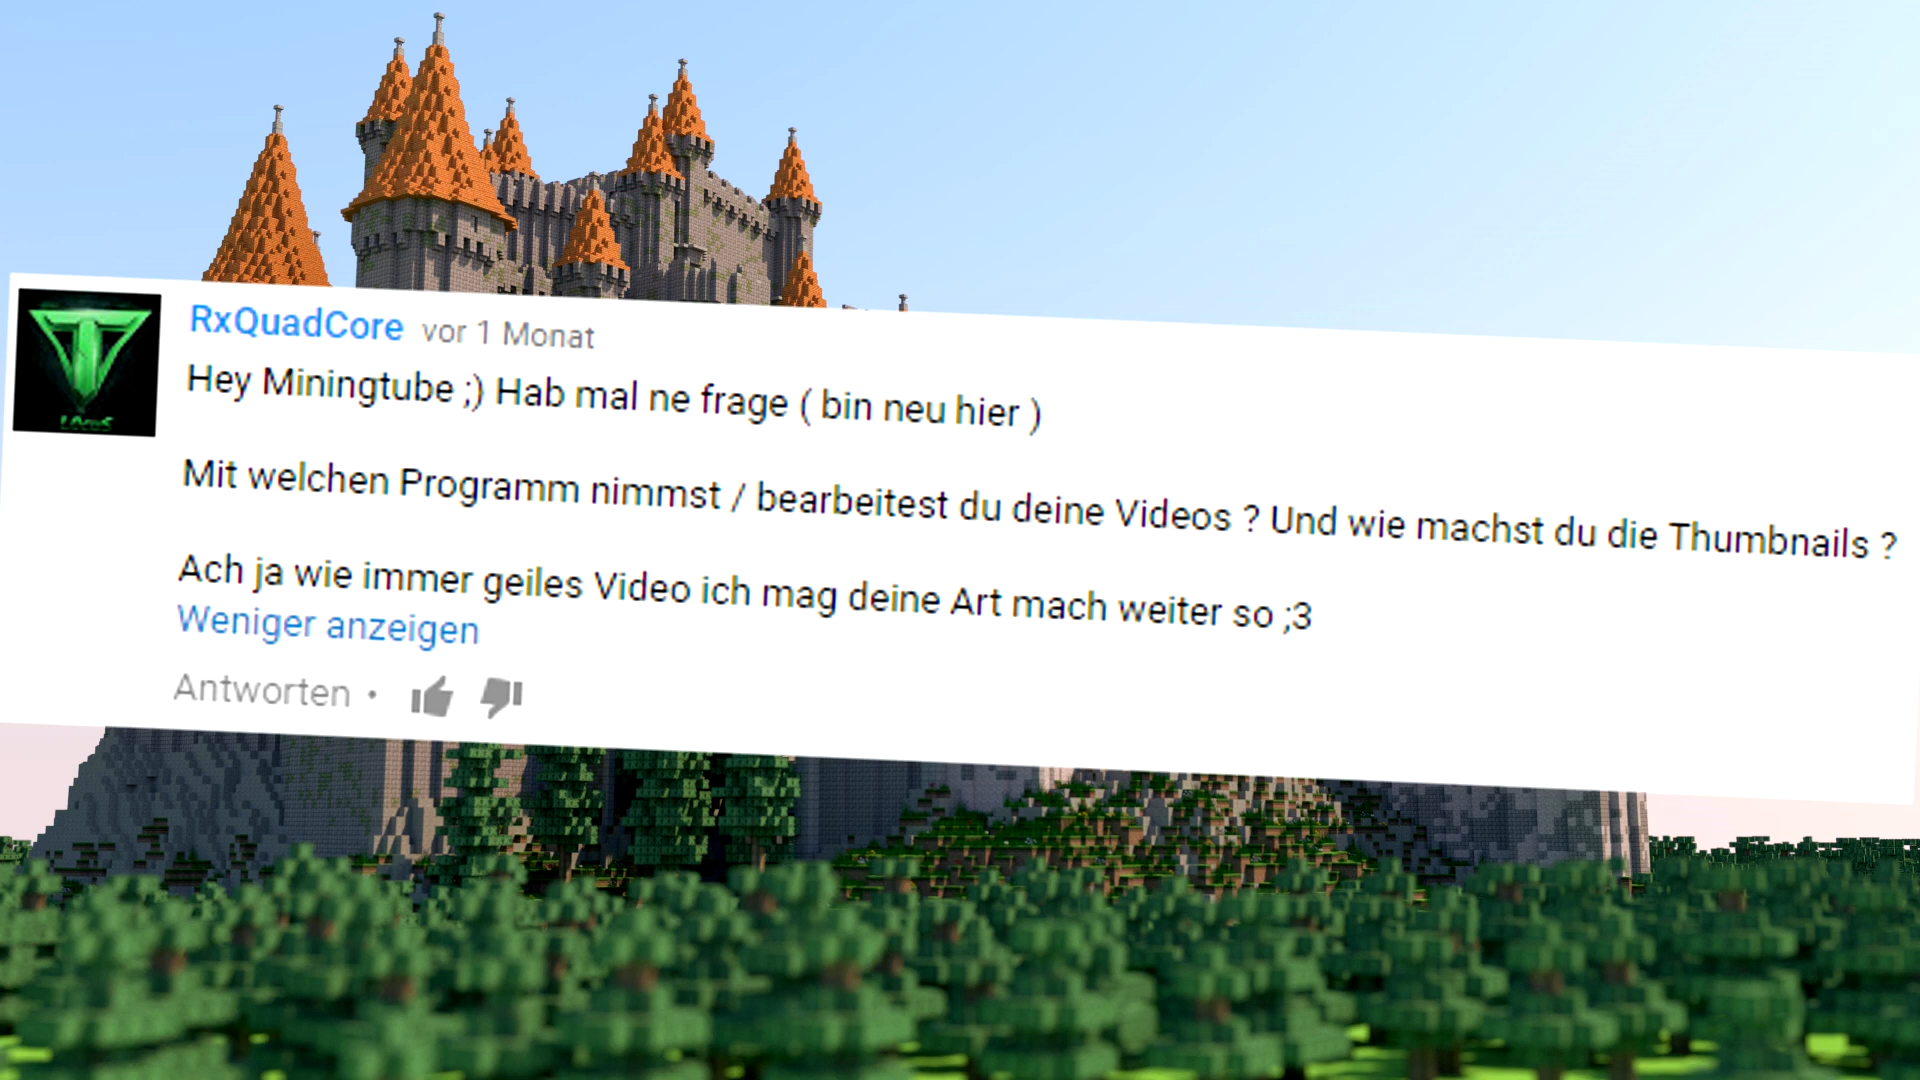 RxQuadCore vor 1 Monat
Hey Miningtube ;) Hab mal ne frage ( bin neu hier )
Mit welchen Programm nimmst / bearbeitest du deine Videos ? Und wie machst du die Thumbnails ?
Ach ja wie immer geiles Video ich mag deine Art mach weiter so ;3
Weniger anzeigen
Antworten •